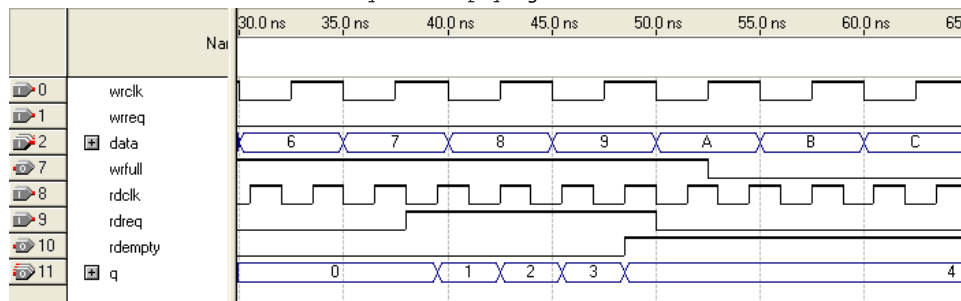 30.0 ns 35.0 ns 40.0 ns 45.0 ns 50.0 ns 55.0 ns 60.0 ns 65
Nai
0 wrclk
1 wrreq
2 data 6 7 8 9 A B C
7 wrfull
8 rdclk
9 rdreq
10 rdempty
11 q 0 1 2 3 4